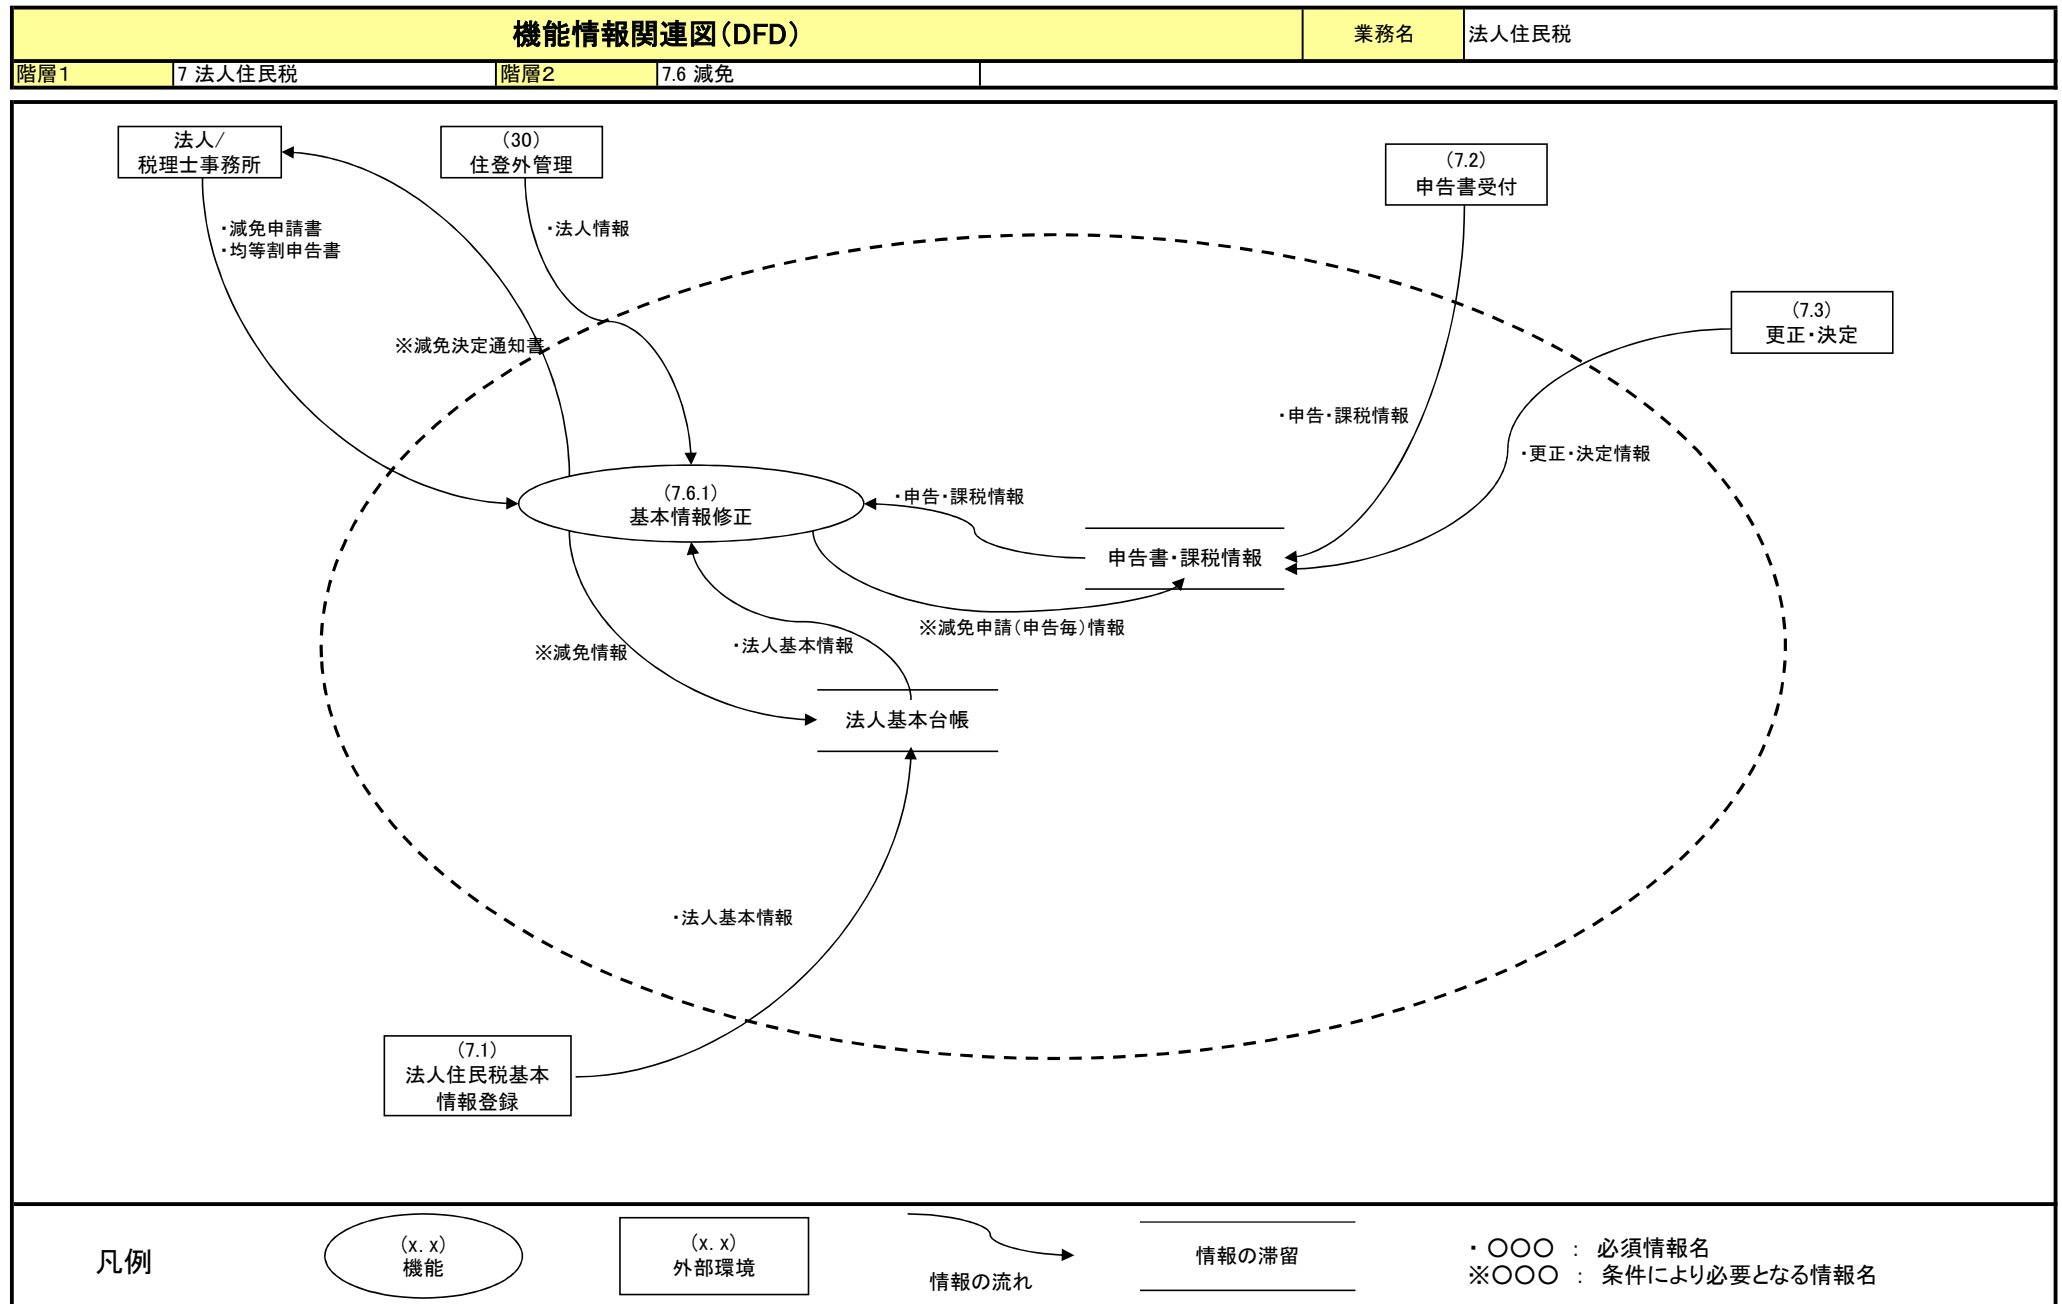 機能情報関連図（DFD）
業務名
法人住民税
階層1
7 法人住民税
階層2
7.6 減免
法人/
税理士事務所
（30）
住登外管理
（7.2）
申告書受付
・減免申請書
・均等割申告書
・法人情報
（7.3）
更正・決定
※減免決定通知書
・申告・課税情報
・更正・決定情報
（7.6.1）
基本情報修正
・申告・課税情報
申告書・課税情報
※減免申請（申告毎）情報
※減免情報
・法人基本情報
法人基本台帳
・法人基本情報
（7.1）
法人住民税基本
情報登録
凡例
（x. x）
機能
（x. x）
外部環境
情報の流れ
情報の滞留
・ 〇〇〇 ： 必須情報名
※〇〇〇 ： 条件により必要となる情報名